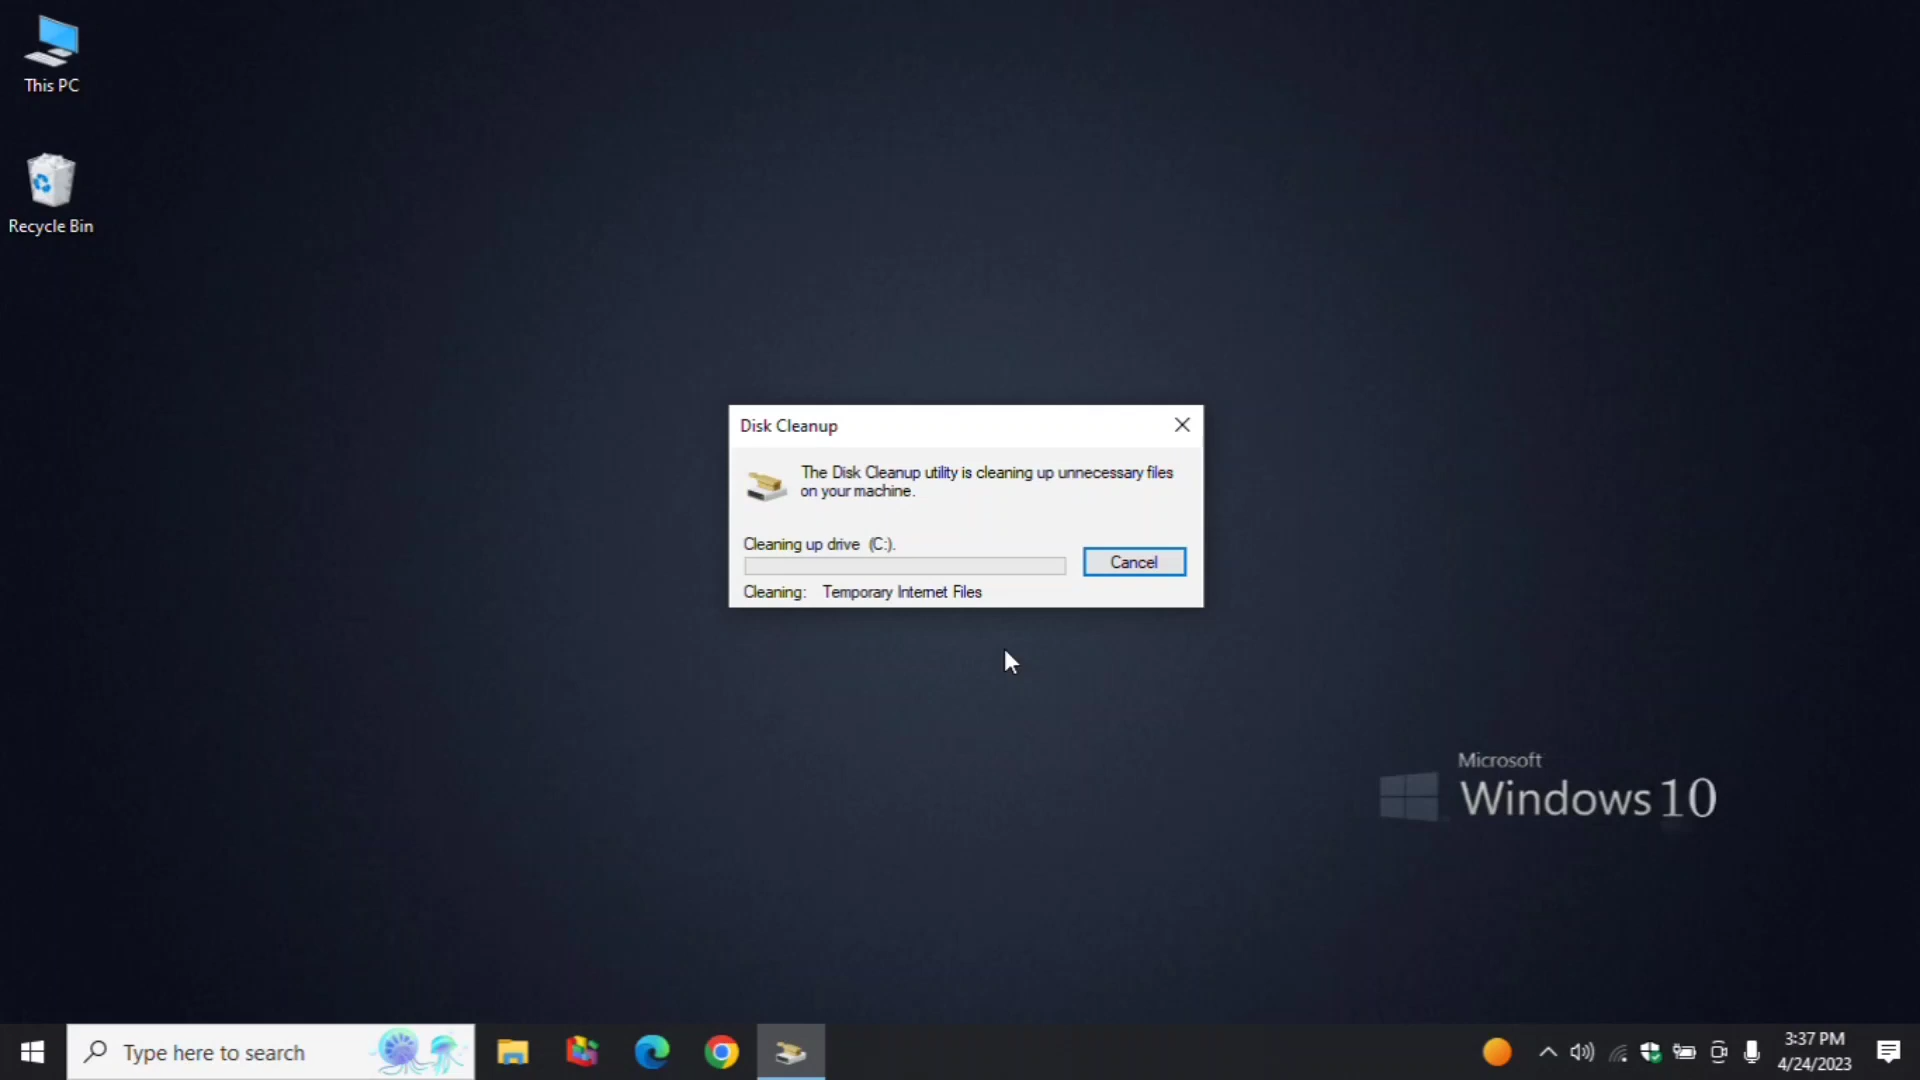 This PC
Recycle Bin
Disk Cleanup
The Disk Cleanup utility is cleaning up unnecessary files
on your machine.
Cleaning up drive (C:).
Cancel
Cleaning: Temporary Internet Files
Microsoft
Windows 10
Type here to search
3:37 PM
4/24/2023